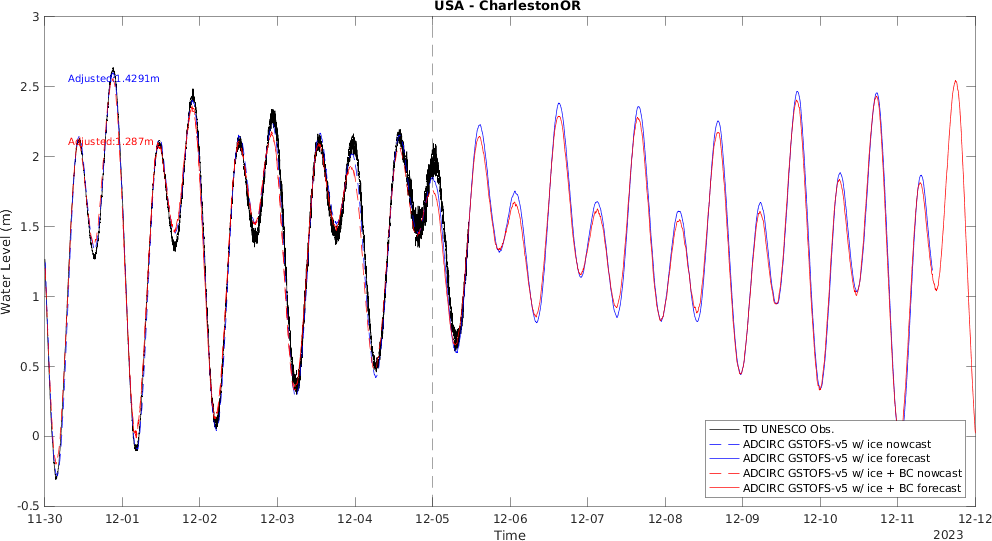 USA - CharlestonOR
3
2.5
2
1.5
1
0.5
0
-0.5
Water Level (m)
Adjusted:1.4291m
Adjusted:1.287m
TD UNESCO Obs.
ADCIRC GSTOFS-v5 w/ ice nowcast
ADCIRC GSTOFS-v5 w/ ice forecast
ADCIRC GSTOFS-v5 w/ ice + BC nowcast
ADCIRC GSTOFS-v5 w/ ice + BC forecast
11-30 12-01 12-02 12-03 12-04 12-05 12-06 12-07 12-08 12-09 12-10 12-11 12-12
Time
2023